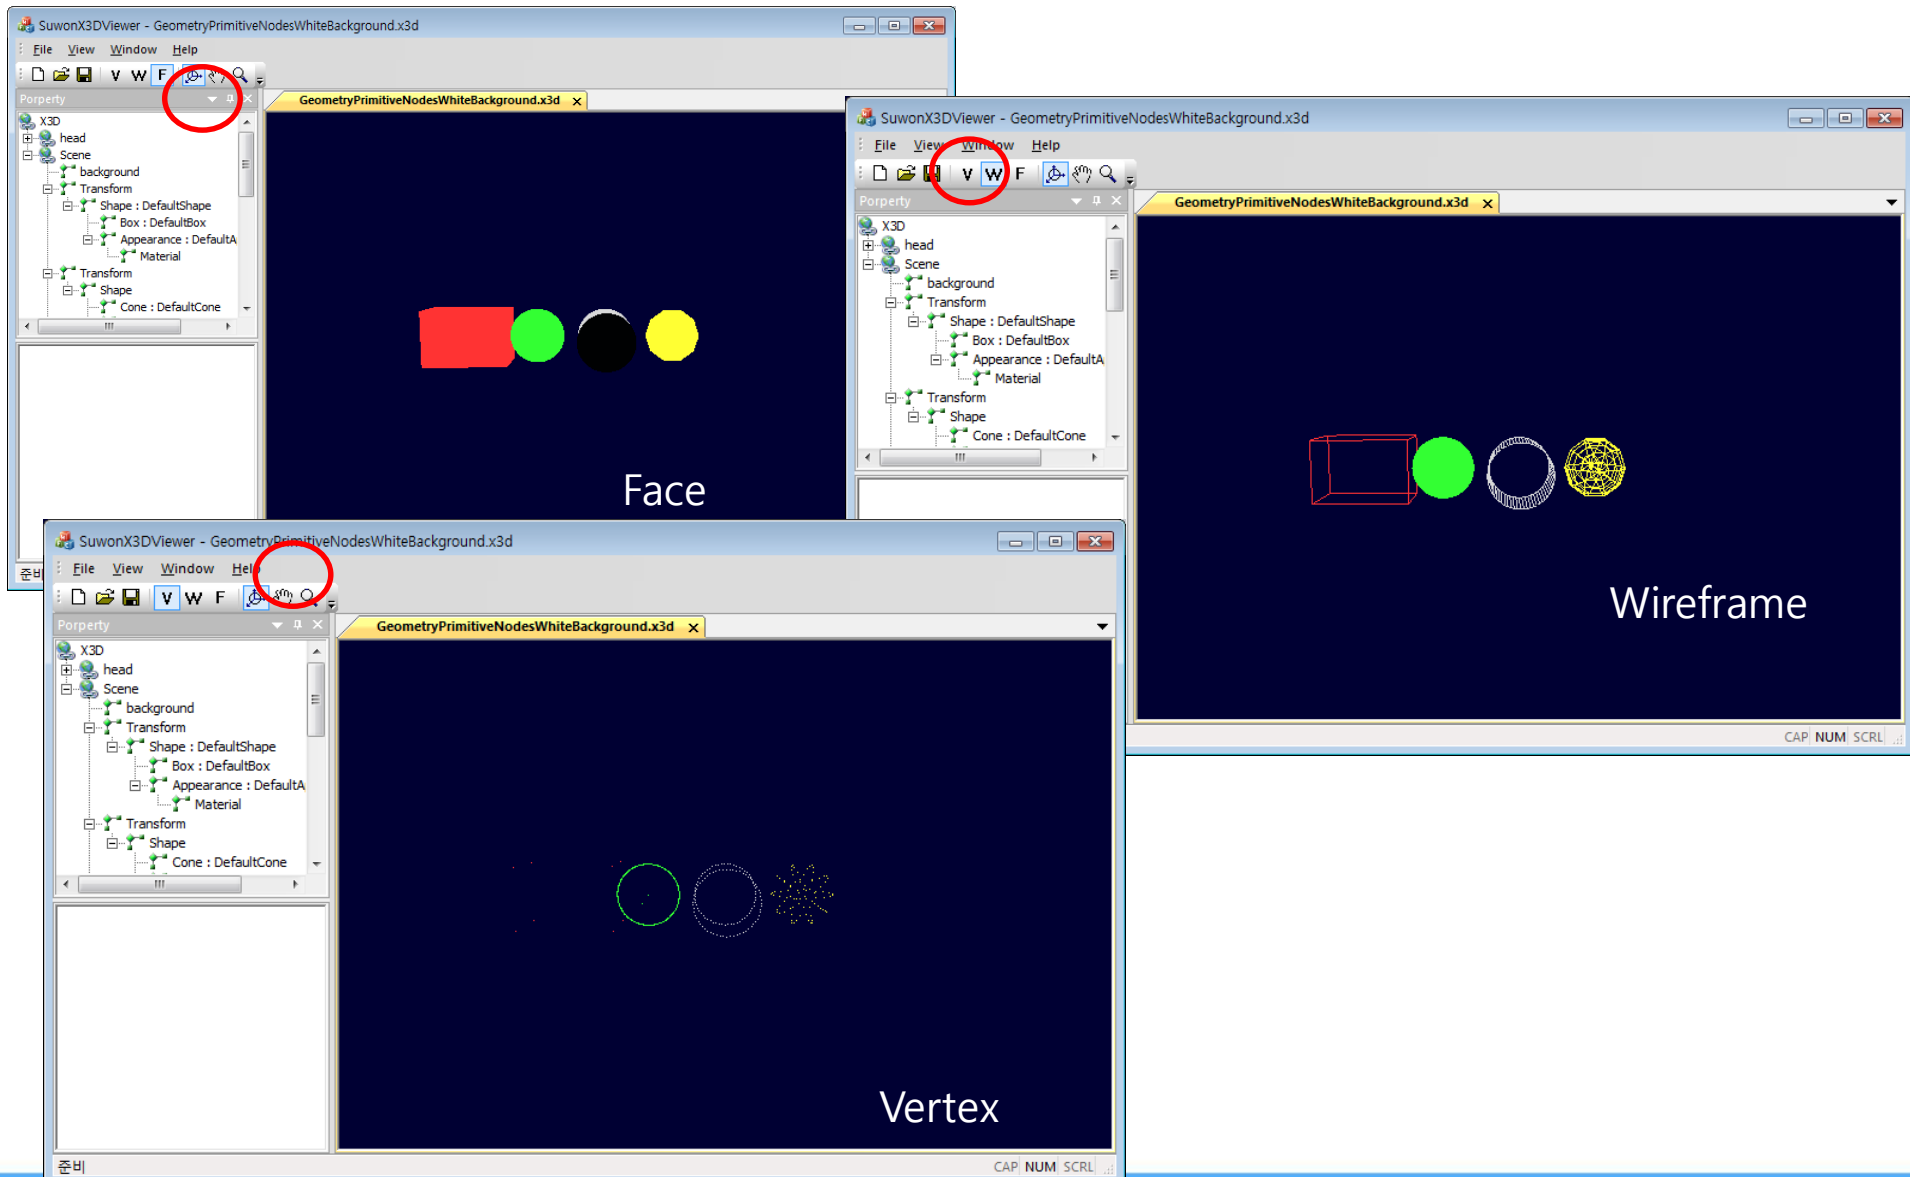 SuwonX3DViewer - GeometryPrimitiveNodesWhiteBackground.x3d
File View Window Help
V W F
Porperty
GeometryPrimitiveNodesWhiteBackground.x3d
X3D
head
Scene
background
Transform
Shape : DefaultShape
Box : DefaultBox
Appearance : DefaultA
Material
Transform
Shape
Cone : DefaultCone
Face
준비
SuwonX3DViewer - GeometryPrimitiveNodesWhiteBackground.x3d
File View Window Help
V W F
Porperty
GeometryPrimitiveNodesWhiteBackground.x3d
X3D
head
Scene
background
Transform
Shape : DefaultShape
Box : DefaultBox
Appearance : DefaultA
Material
Transform
Shape
Cone : DefaultCone
Wireframe
CAP NUM SCRL
SuwonX3DViewer - GeometryPrimitiveNodesWhiteBackground.x3d
File View Window Help
V W F
Porperty
GeometryPrimitiveNodesWhiteBackground.x3d
X3D
head
Scene
background
Transform
Shape : DefaultShape
Box : DefaultBox
Appearance : DefaultA
Material
Transform
Shape
Cone : DefaultCone
Vertex
준비
CAP NUM SCRL